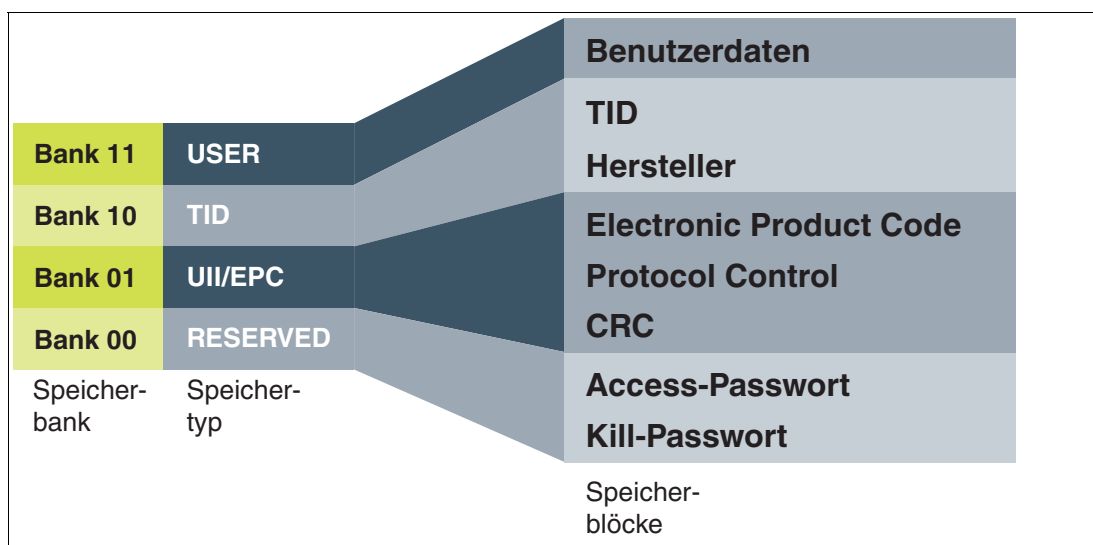 Bank 11
USER
Bank 10
TID
Bank 01
UII/EPC
Bank 00
RESERVED
Speicher-
bank
Speicher-
typ
Benutzerdaten
TID
Hersteller
Electronic Product Code
Protocol Control
CRC
Access-Passwort
Kill-Passwort
Speicher-
blöcke